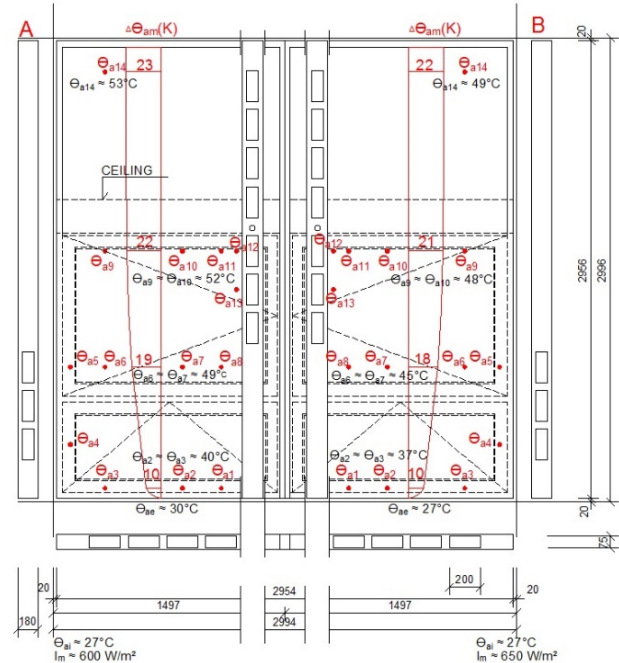 A
△Θam(K)
△Θam(K)
B
20
Θa14
23
22
Θa14
Θa14 ≈ 53°C
Θa14 ≈ 49°C
CEILING
22
Θa12
Θa12
21
Θa9
Θa10
Θa11
Θa11
Θa10
Θa9
Θa9 ≈ Θa10 ≈ 52°C
Θa9 ≈ Θa10 ≈ 48°C
Θa13
Θa13
2956
2996
Θa5
Θa6
19
Θa7
Θa8
Θa8
Θa7
18
Θa6
Θa5
Θa6 ≈ Θa7 ≈ 49°c
Θa6 ≈ Θa7 ≈ 45°C
Θa4
Θa4
Θa2 ≈ Θa3 ≈ 40°C
Θa2 ≈ Θa3 ≈ 37°C
Θa3
10
Θa2
Θa1
Θa1
Θa2
10
Θa3
Θae ≈ 30°C
Θae ≈ 27°C
20
75
20
2954
200
20
1497
1497
180
2994
Θai ≈ 27°C
Θai ≈ 27°C
Im ≈ 600 W/m²
Im ≈ 650 W/m²